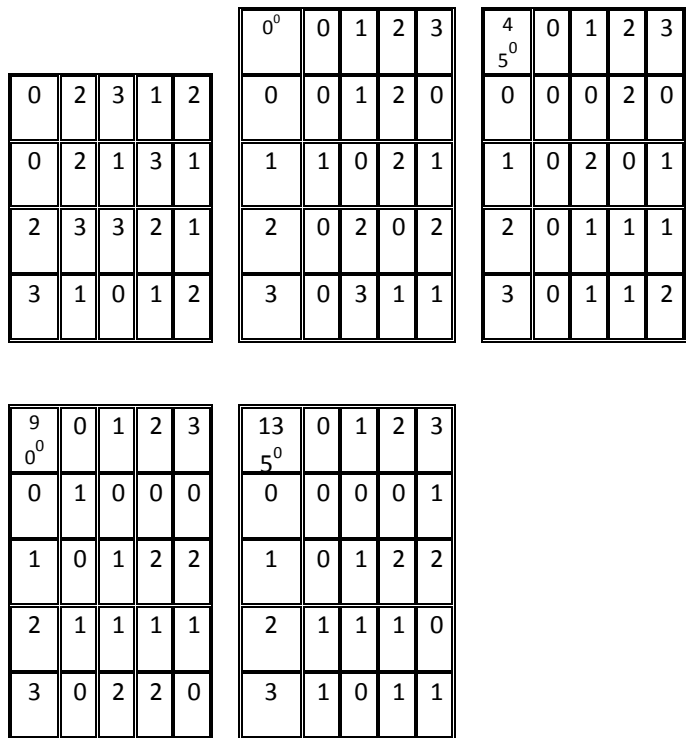 0 2 3 1 2
0 2 1 3 1
2 3 3 2 1
3 1 0 1 2
0⁰ 0 1 2 3
0 0 1 2 0
1 1 0 2 1
2 0 2 0 2
3 0 3 1 1
4
5⁰ 0 1 2 3
0 0 0 2 0
1 0 2 0 1
2 0 1 1 1
3 0 1 1 2
9
0⁰ 0 1 2 3
0 1 0 0 0
1 0 1 2 2
2 1 1 1 1
3 0 2 2 0
13
5⁰ 0 1 2 3
0 0 0 0 1
1 0 1 2 2
2 1 1 1 0
3 1 0 1 1